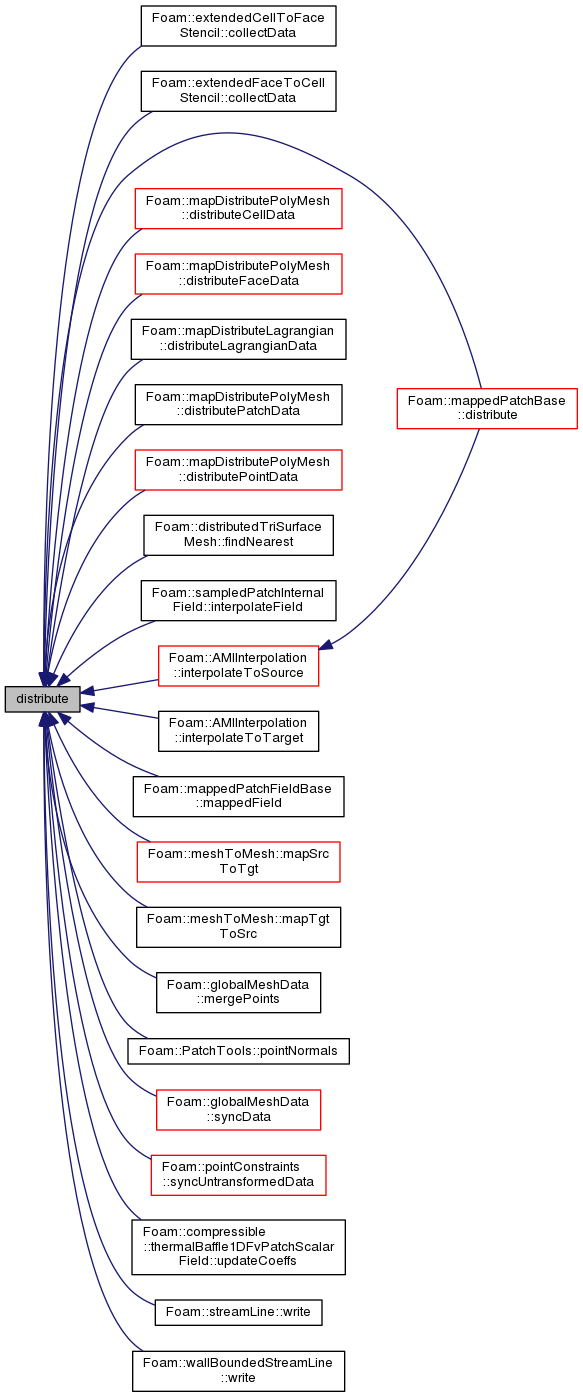 Foam::extendedCellToFace
Stencil::collectData
Foam::extendedFaceToCell
Stencil::collectData
Foam::mapDistributePolyMesh
::distributeCellData
Foam::mapDistributePolyMesh
::distributeFaceData
Foam::mapDistributeLagrangian
::distributeLagrangianData
Foam::mapDistributePolyMesh
::distributePatchData
Foam::mappedPatchBase
::distribute
Foam::mapDistributePolyMesh
::distributePointData
Foam::distributedTriSurface
Mesh::findNearest
Foam::sampledPatchInternal
Field::interpolateField
Foam::AMIInterpolation
::interpolateToSource
distribute
Foam::AMIInterpolation
::interpolateToTarget
Foam::mappedPatchFieldBase
::mappedField
Foam::meshToMesh::mapSrc
ToTgt
Foam::meshToMesh::mapTgt
ToSrc
Foam::globalMeshData
::mergePoints
Foam::PatchTools::pointNormals
Foam::globalMeshData
::syncData
Foam::pointConstraints
::syncUntransformedData
Foam::compressible
::thermalBaffle1DFvPatchScalar
Field::updateCoeffs
Foam::streamLine::write
Foam::wallBoundedStreamLine
::write